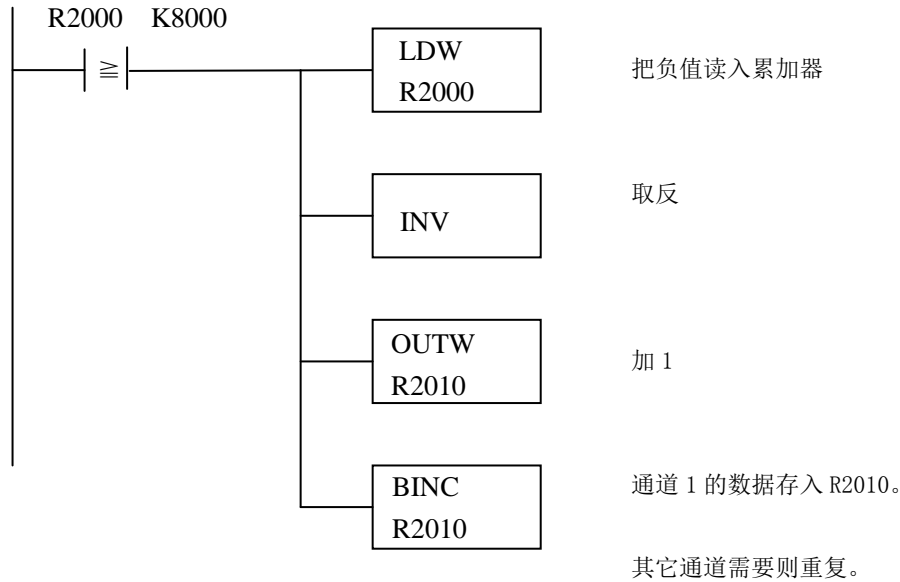 R2000 K8000
≧
LDW
R2000
把负值读入累加器
INV
取反
OUTW
R2010
加 1
BINC
R2010
通道 1 的数据存入 R2010。
其它通道需要则重复。